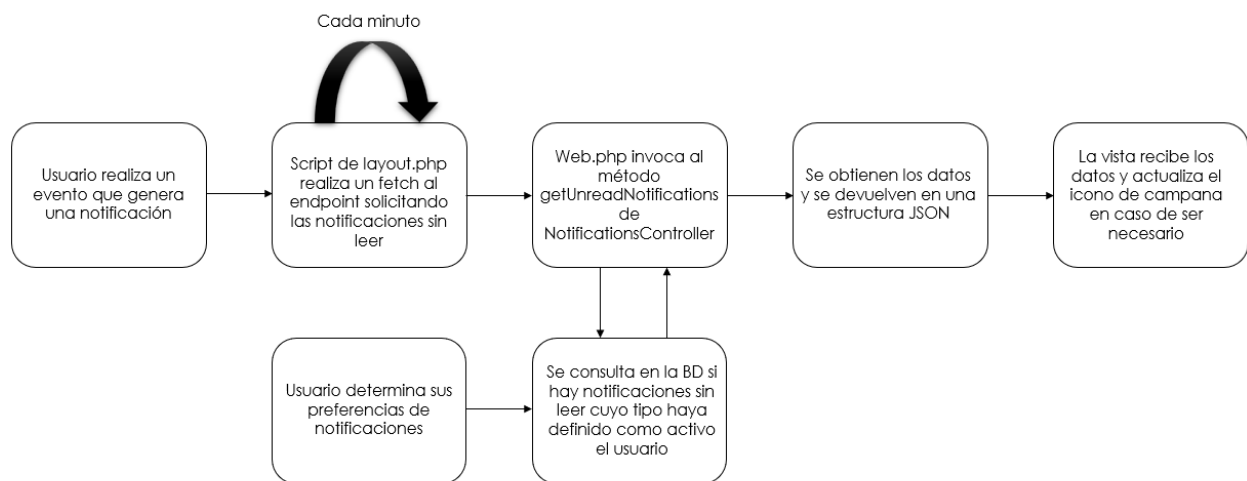 Cada minuto
Usuario realiza un
evento que genera
una notificación
Script de layout.php
realiza un fetch al
endpoint solicitando
las notificaciones sin
leer
Web.php invoca al
método
getUnreadNotifications
de
NotificationsController
Se obtienen los datos
y se devuelven en una
estructura JSON
La vista recibe los
datos y actualiza el
icono de campana
en caso de ser
necesario
Usuario determina sus
preferencias de
notificaciones
Se consulta en la BD si
hay notificaciones sin
leer cuyo tipo haya
definido como activo
el usuario